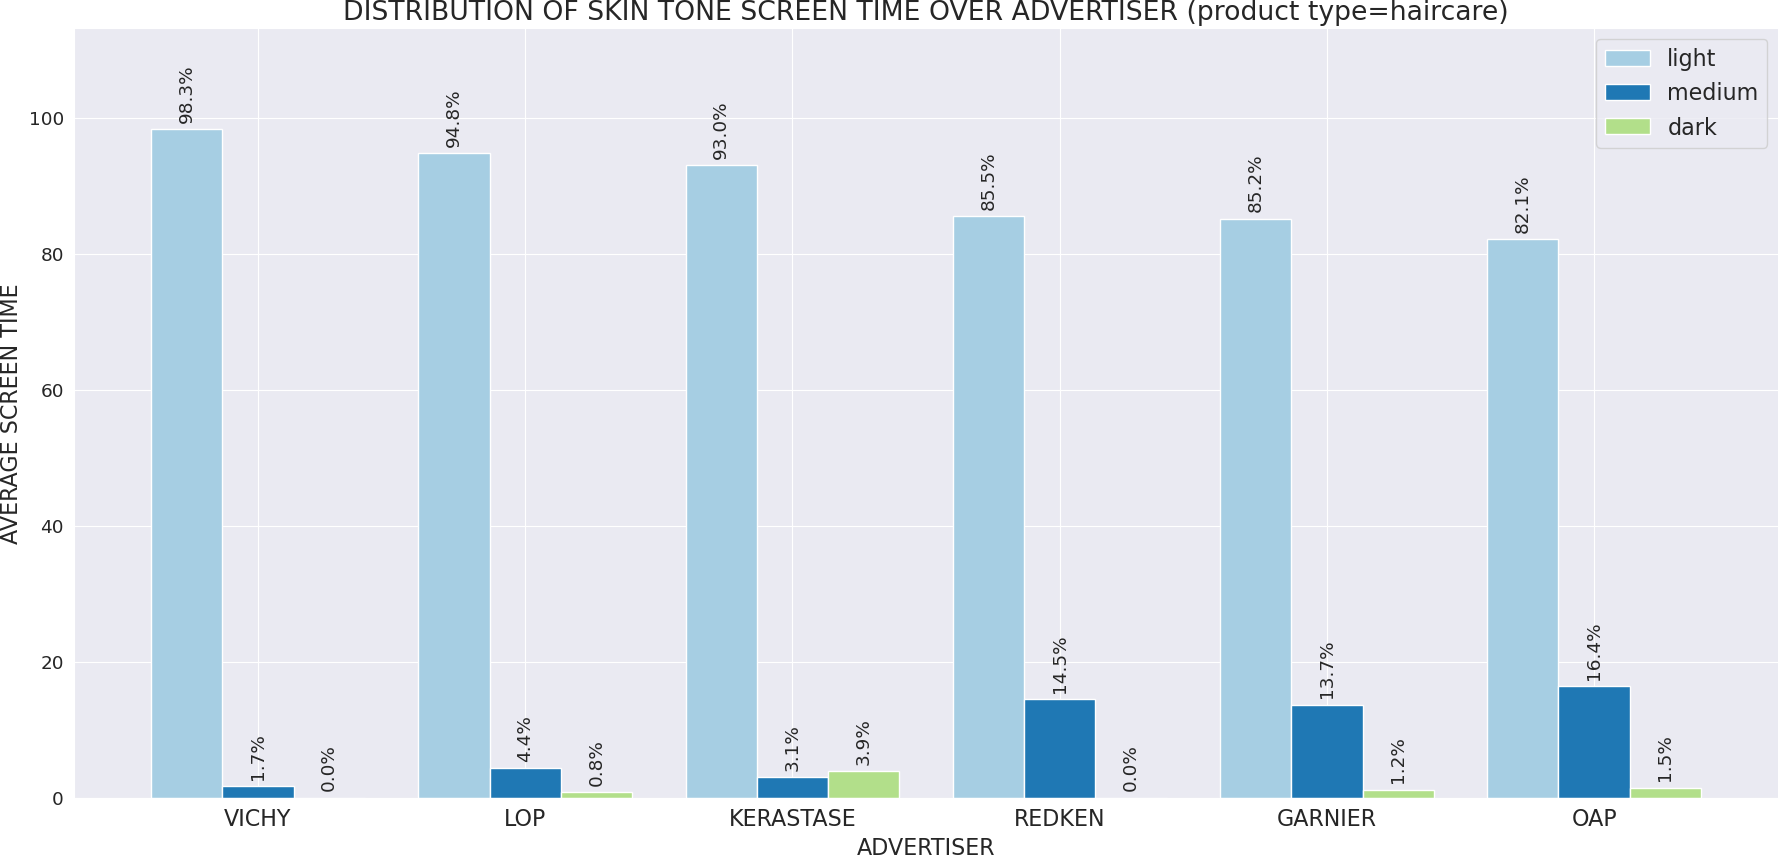 DISTRIBUTION OF SKIN TONE SCREEN TIME OVER ADVERTISER (product type=haircare)
light
medium
dark
AVERAGE SCREEN TIME
100
80
60
40
20
0
98.3%
1.7%
0.0%
94.8%
4.4%
0.8%
93.0%
3.1%
3.9%
85.5%
14.5%
0.0%
85.2%
13.7%
1.2%
82.1%
16.4%
1.5%
VICHY
LOP
KERASTASE
REDKEN
GARNIER
OAP
ADVERTISER